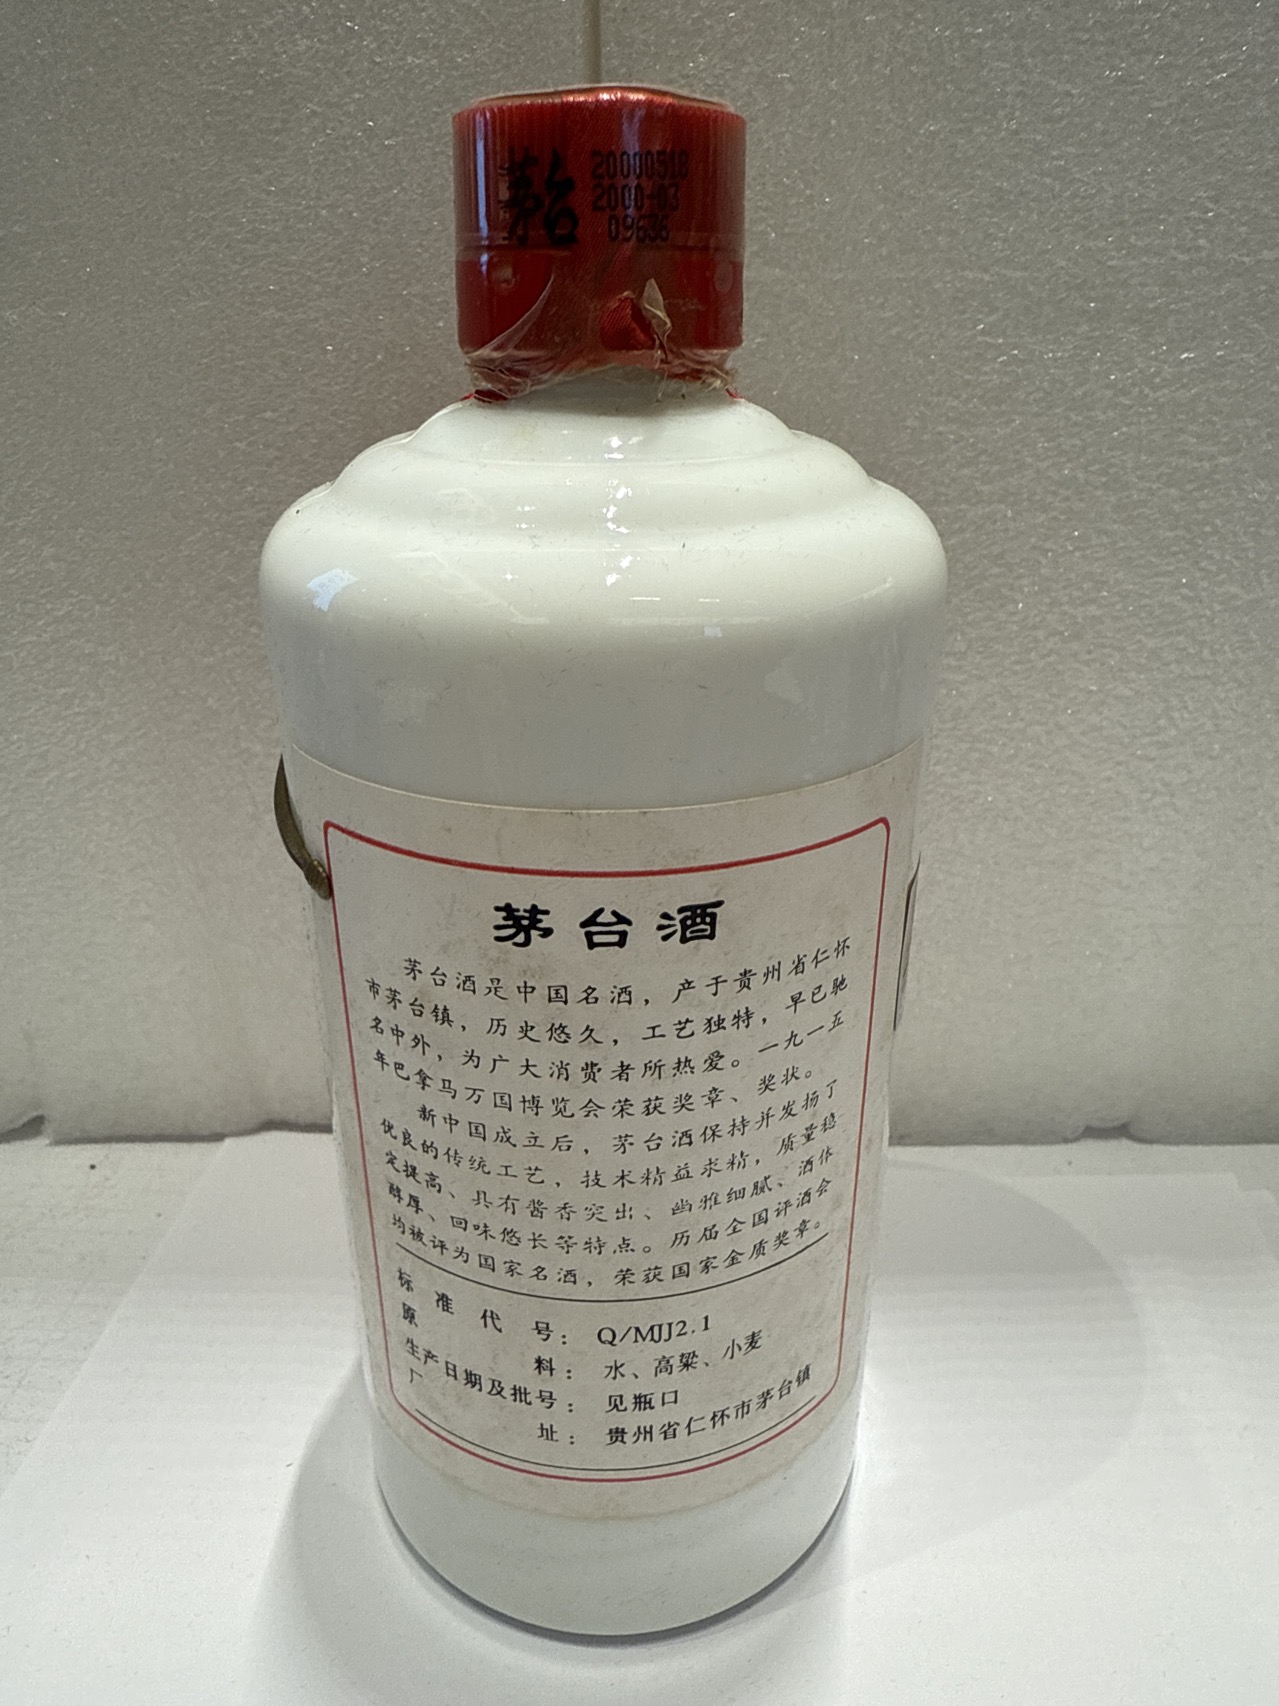 茅台
20000518
2000-03
09636
茅台酒
茅台酒是中国名酒，产于贵州省仁怀
市茅台镇，历史悠久，工艺独特，早已驰
名中外，为广大消费者所热爱。一九一五
年巴拿马万国博览会荣获奖章、奖状。
新中国成立后，茅台酒保持并发扬了
优良的传统工艺，技术精益求精，质量稳
定提高、具有酱香突出、幽雅细腻、酒体
醇厚、回味悠长等特点。历届全国评酒会
均被评为国家名酒，荣获国家金质奖章。
标准代号：Q/MJJ2.1
原料：水、高粱、小麦
生产日期及批号：见瓶口
厂址：贵州省仁怀市茅台镇